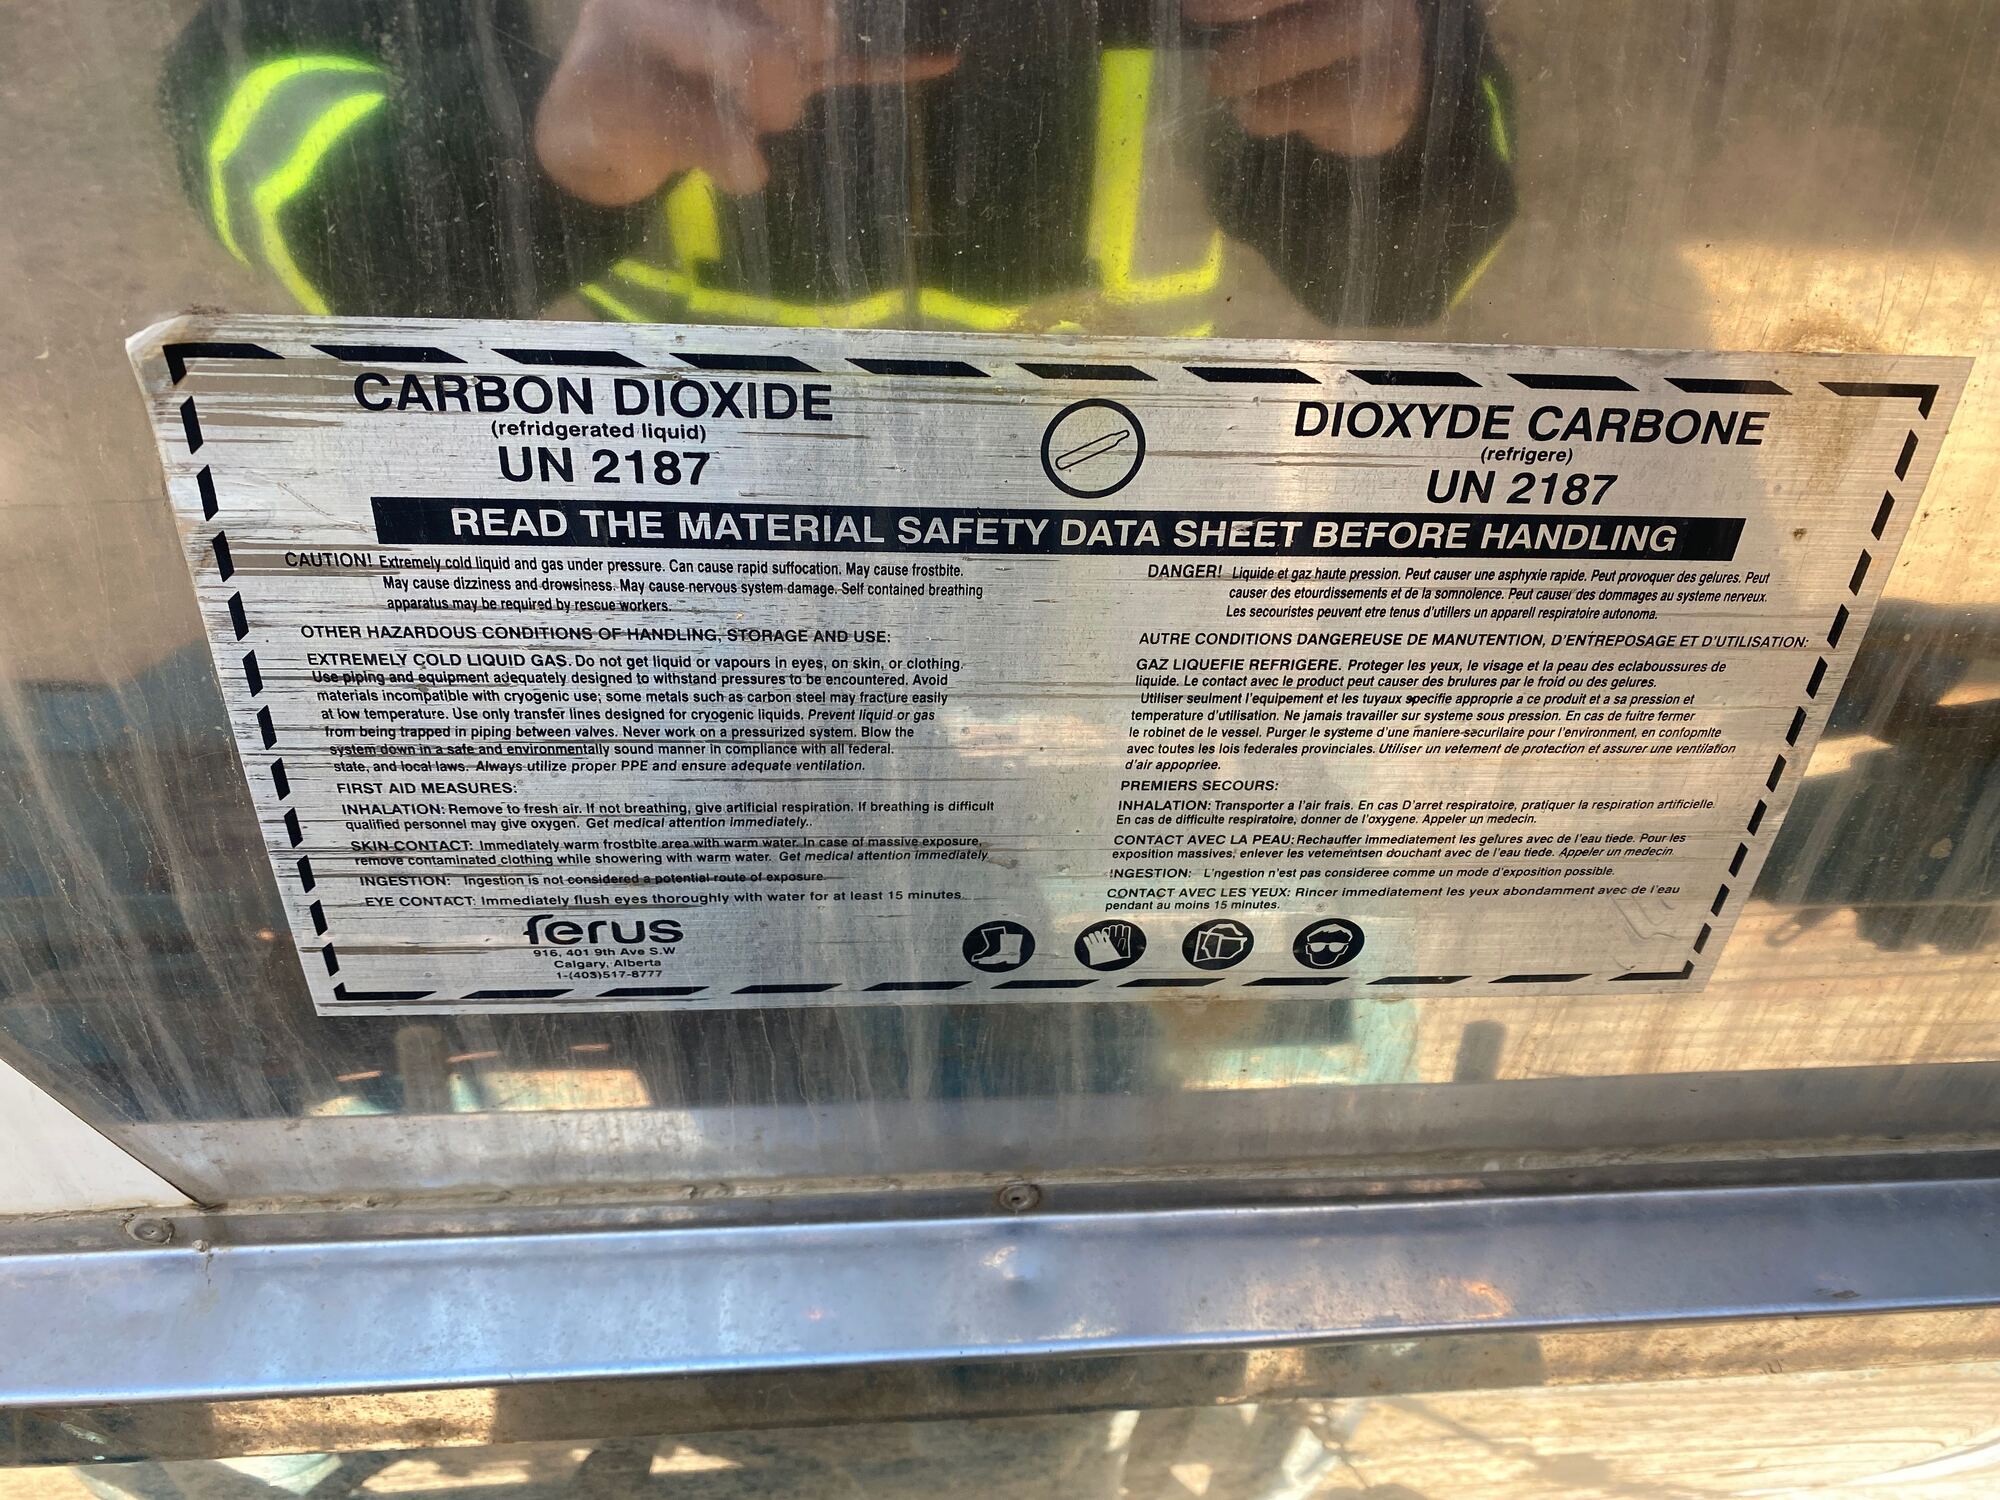 CARBON DIOXIDE
(refridgerated liquid)
UN 2187
DIOXYDE CARBONE
(refrigere)
UN 2187
READ THE MATERIAL SAFETY DATA SHEET BEFORE HANDLING
CAUTION! Extremely cold liquid and gas under pressure. Can cause rapid suffocation. May cause frostbite.
May cause dizziness and drowsiness. May cause nervous system damage. Self contained breathing
apparatus may be required by rescue workers.
OTHER HAZARDOUS CONDITIONS OF HANDLING, STORAGE AND USE:
EXTREMELY COLD LIQUID GAS. Do not get liquid or vapours in eyes, on skin, or clothing.
Use piping and equipment adequately designed to withstand pressures to be encountered. Avoid
materials incompatible with cryogenic use; some metals such as carbon steel may fracture easily
at low temperature. Use only transfer lines designed for cryogenic liquids. Prevent liquid or gas
from being trapped in piping between valves. Never work on a pressurized system. Blow the
system down in a safe and environmentally sound manner in compliance with all federal.
state, and local laws. Always utilize proper PPE and ensure adequate ventilation.
FIRST AID MEASURES:
INHALATION: Remove to fresh air. If not breathing, give artificial respiration. If breathing is difficult
qualified personnel may give oxygen. Get medical attention immediately..
SKIN CONTACT: Immediately warm frostbite area with warm water. In case of massive exposure,
remove contaminated clothing while showering with warm water. Get medical attention immediately.
INGESTION: Ingestion is not considered a potential route of exposure.
EYE CONTACT: Immediately flush eyes thoroughly with water for at least 15 minutes.
ferus
916, 401 9th Ave S.W
Calgary, Alberta
1-(403)517-8777
DANGER! Liquide et gaz haute pression. Peut causer une asphyxie rapide. Peut provoquer des gelures. Peut
causer des etourdissements et de la somnolence. Peut causer des dommages au systeme nerveux.
Les secouristes peuvent etre tenus d'utillers un apparell respiratoire autonoma.
AUTRE CONDITIONS DANGEREUSE DE MANUTENTION, D'ENTREPOSAGE ET D'UTILISATION:
GAZ LIQUEFIE REFRIGERE. Proteger les yeux, le visage et la peau des eclaboussures de
liquide. Le contact avec le product peut causer des brulures par le froid ou des gelures.
Utiliser seulment l'equipement et les tuyaux specifie approprie a ce produit et a sa pression et
temperature d'utilisation. Ne jamais travailler sur systeme sous pression. En cas de fuitre fermer
le robinet de le vessel. Purger le systeme d'une maniere securilaire pour l'environment, en confopmite
avec toutes les lois federales provinciales. Utiliser un vetement de protection et assurer une ventilation
d'air appopriee.
PREMIERS SECOURS:
INHALATION: Transporter a l'air frais. En cas D'arret respiratoire, pratiquer la respiration artificielle.
En cas de difficulte respiratoire, donner de l'oxygene. Appeler un medecin.
CONTACT AVEC LA PEAU: Rechauffer immediatement les gelures avec de l'eau tiede. Pour les
exposition massives, enlever les vetementsen douchant avec de l'eau tiede. Appeler un medecin.
INGESTION: L'ngestion n'est pas consideree comme un mode d'exposition possible.
CONTACT AVEC LES YEUX: Rincer immediatement les yeux abondamment avec de l'eau
pendant au moins 15 minutes.